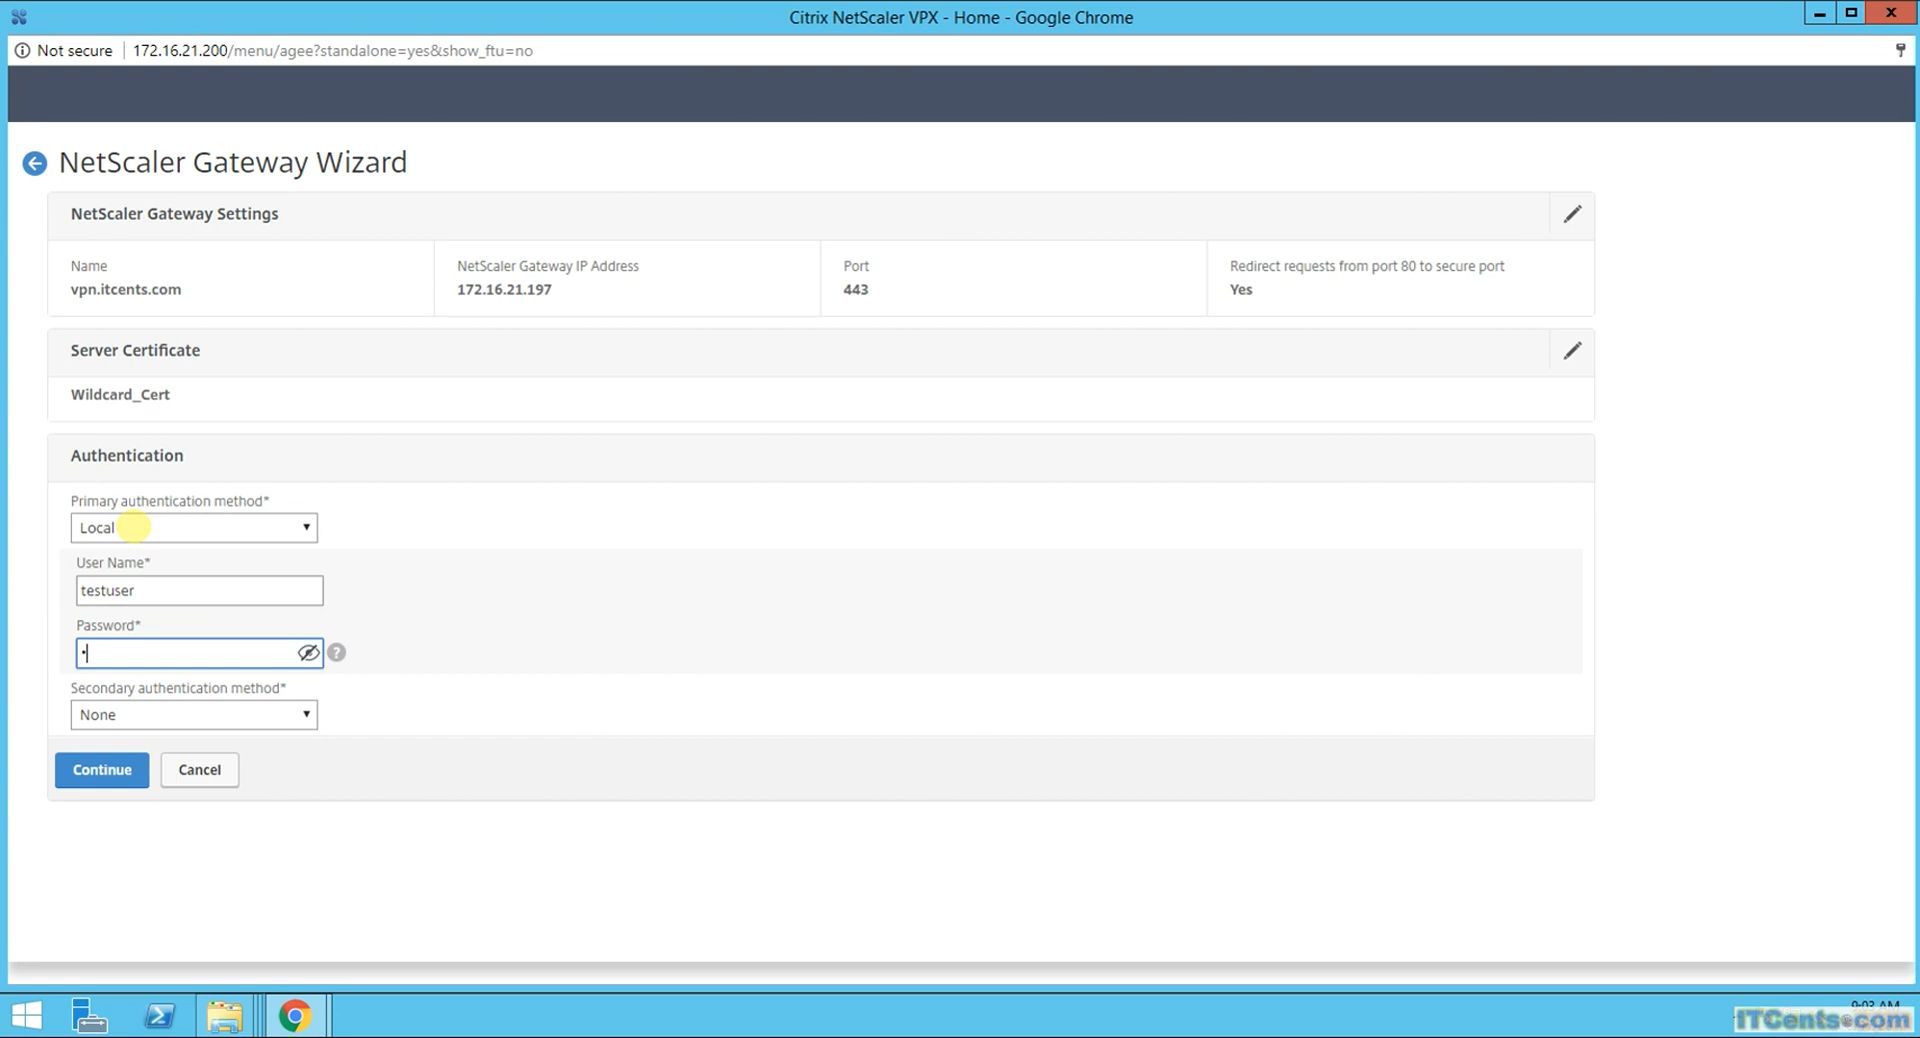 Citrix NetScaler VPX - Home - Google Chrome
Not secure 172.16.21.200/menu/agee?standalone=yes&show_ftu=no
NetScaler Gateway Wizard
NetScaler Gateway Settings
Name NetScaler Gateway IP Address Port Redirect requests from port 80 to secure port
vpn.itcents.com 172.16.21.197 443 Yes
Server Certificate
Wildcard_Cert
Authentication
Primary authentication method*
Local
User Name*
testuser
Password*
Secondary authentication method*
None
Continue Cancel
9:03 AM
ITCents.com